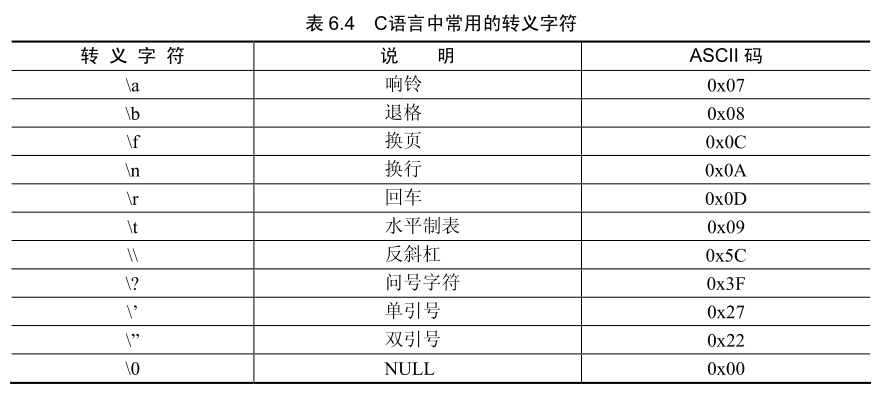 表 6.4 C语言中常用的转义字符
转 义 字 符 说 明 ASCII 码
\a 响铃 0x07
\b 退格 0x08
\f 换页 0x0C
\n 换行 0x0A
\r 回车 0x0D
\t 水平制表 0x09
\\ 反斜杠 0x5C
\? 问号字符 0x3F
\’ 单引号 0x27
\” 双引号 0x22
\0 NULL 0x00